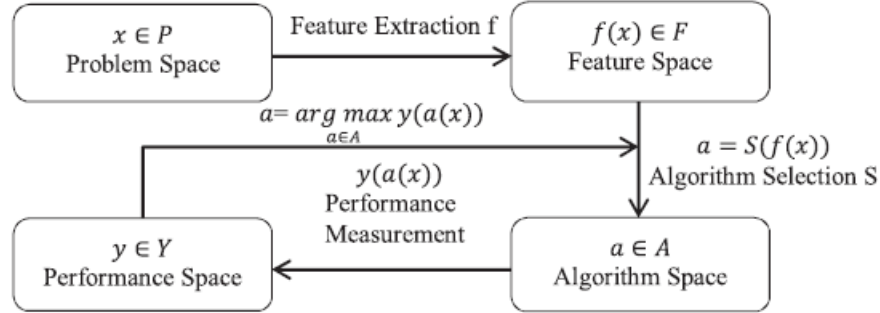 x ∈ P
Problem Space
Feature Extraction f
f(x) ∈ F
Feature Space
a= arg max y(a(x))
a∈A
a = S(f(x))
Algorithm Selection S
y(a(x))
Performance
Measurement
y ∈ Y
Performance Space
a ∈ A
Algorithm Space